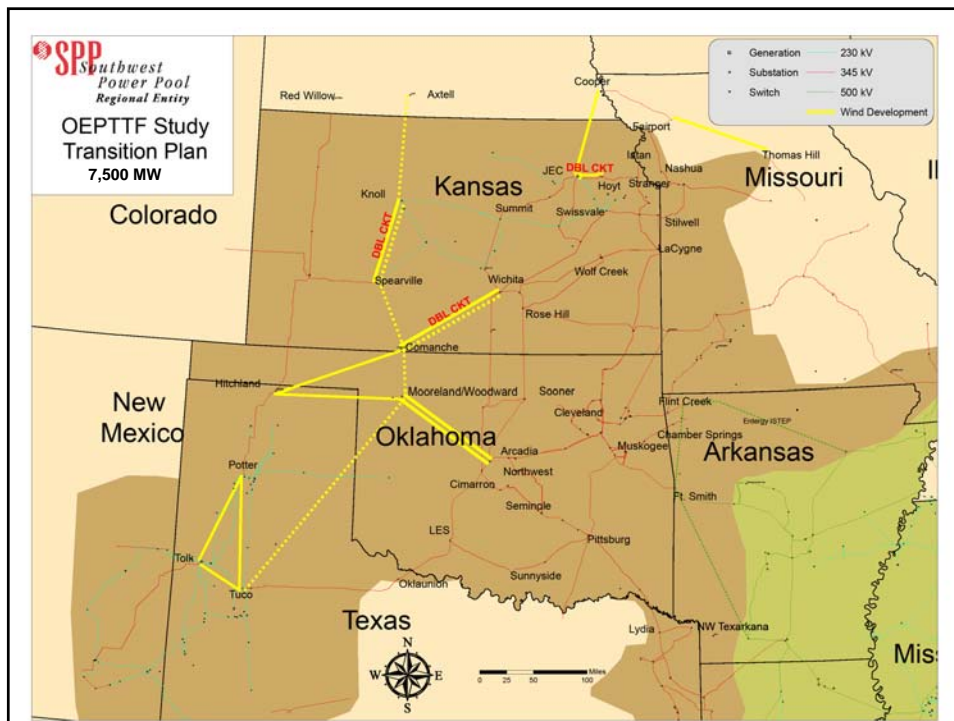 SPP
Southwest
Power Pool
Regional Entity
OEPTTF Study
Transition Plan
7,500 MW
Generation
Substation
Switch
230 kV
345 kV
500 kV
Wind Development
Red Willow
Axtell
Cooper
Fairport
Thomas Hill
Iatan
Nashua
JEC
DBL CKT
Hoyt
Stranger
Missouri
Il
Colorado
Knoll
Kansas
Summit
Swissvale
Stilwell
DBL CKT
LaCygne
Spearville
Wichita
Wolf Creek
DBL CKT
Rose Hill
Comanche
Hitchland
Mooreland/Woodward
Sooner
New
Mexico
Flint Creek
Cleveland
Entergy ISTEP
Oklahoma
Chamber Springs
Muskogee
Arkansas
Arcadia
Potter
Northwest
Cimarron
Ft. Smith
Seminole
LES
Pittsburg
Tolk
Sunnyside
Oklaunion
Tuco
Texas
Lydia
NW Texarkana
Miss
N
W
E
S
Miles
0 25 50 100